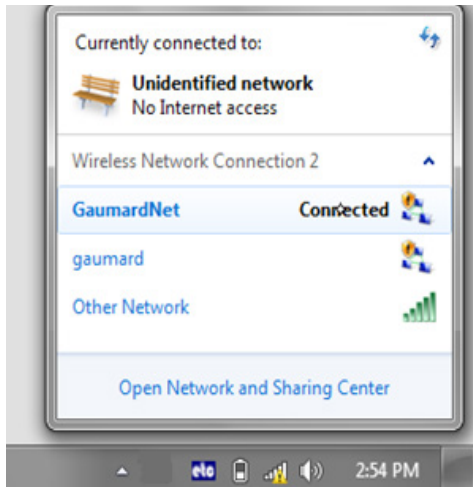 Currently connected to:
Unidentified network
No Internet access
Wireless Network Connection 2
GaumardNet Connected
gaumard
Other Network
Open Network and Sharing Center
elo 2:54 PM